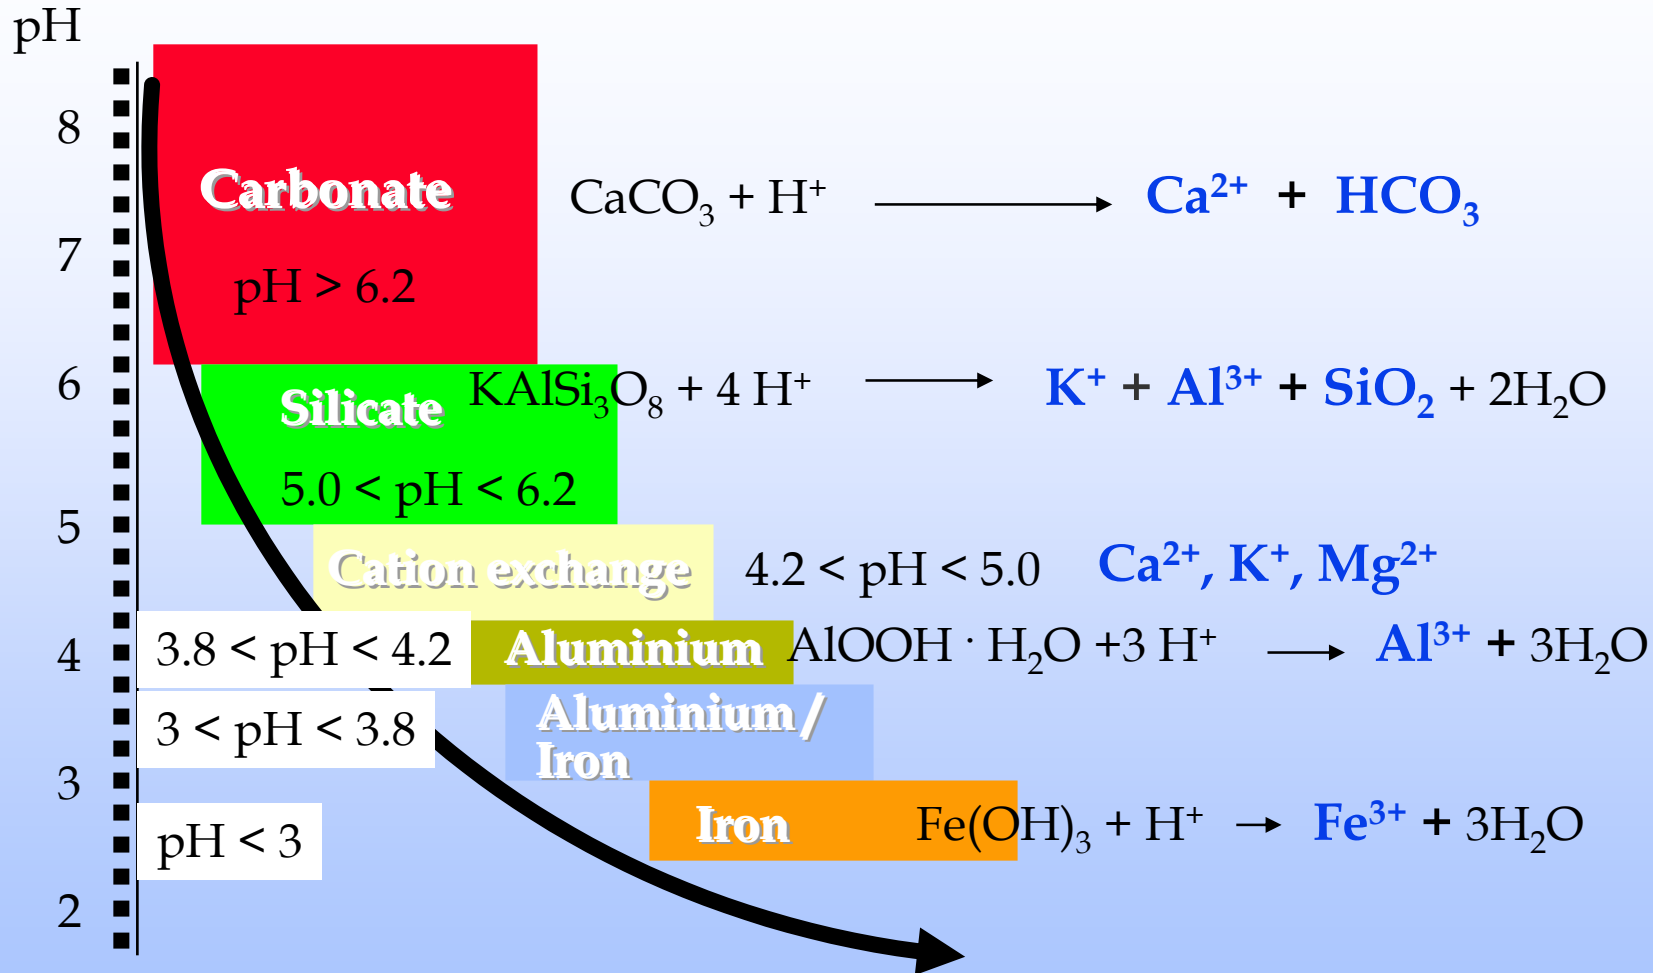 pH
8
Carbonate
CaCO₃ + H⁺ → Ca²⁺ + HCO₃
7
pH > 6.2
6
Silicate KAlSi₃O₈ + 4 H⁺ → K⁺ + Al³⁺ + SiO₂ + 2H₂O
5.0 < pH < 6.2
5
Cation exchange 4.2 < pH < 5.0 Ca²⁺, K⁺, Mg²⁺
4
3.8 < pH < 4.2 Aluminium AlOOH · H₂O +3 H⁺ → Al³⁺ + 3H₂O
3 < pH < 3.8
Aluminium/
Iron
3
pH < 3
Iron Fe(OH)₃ + H⁺ → Fe³⁺ + 3H₂O
2